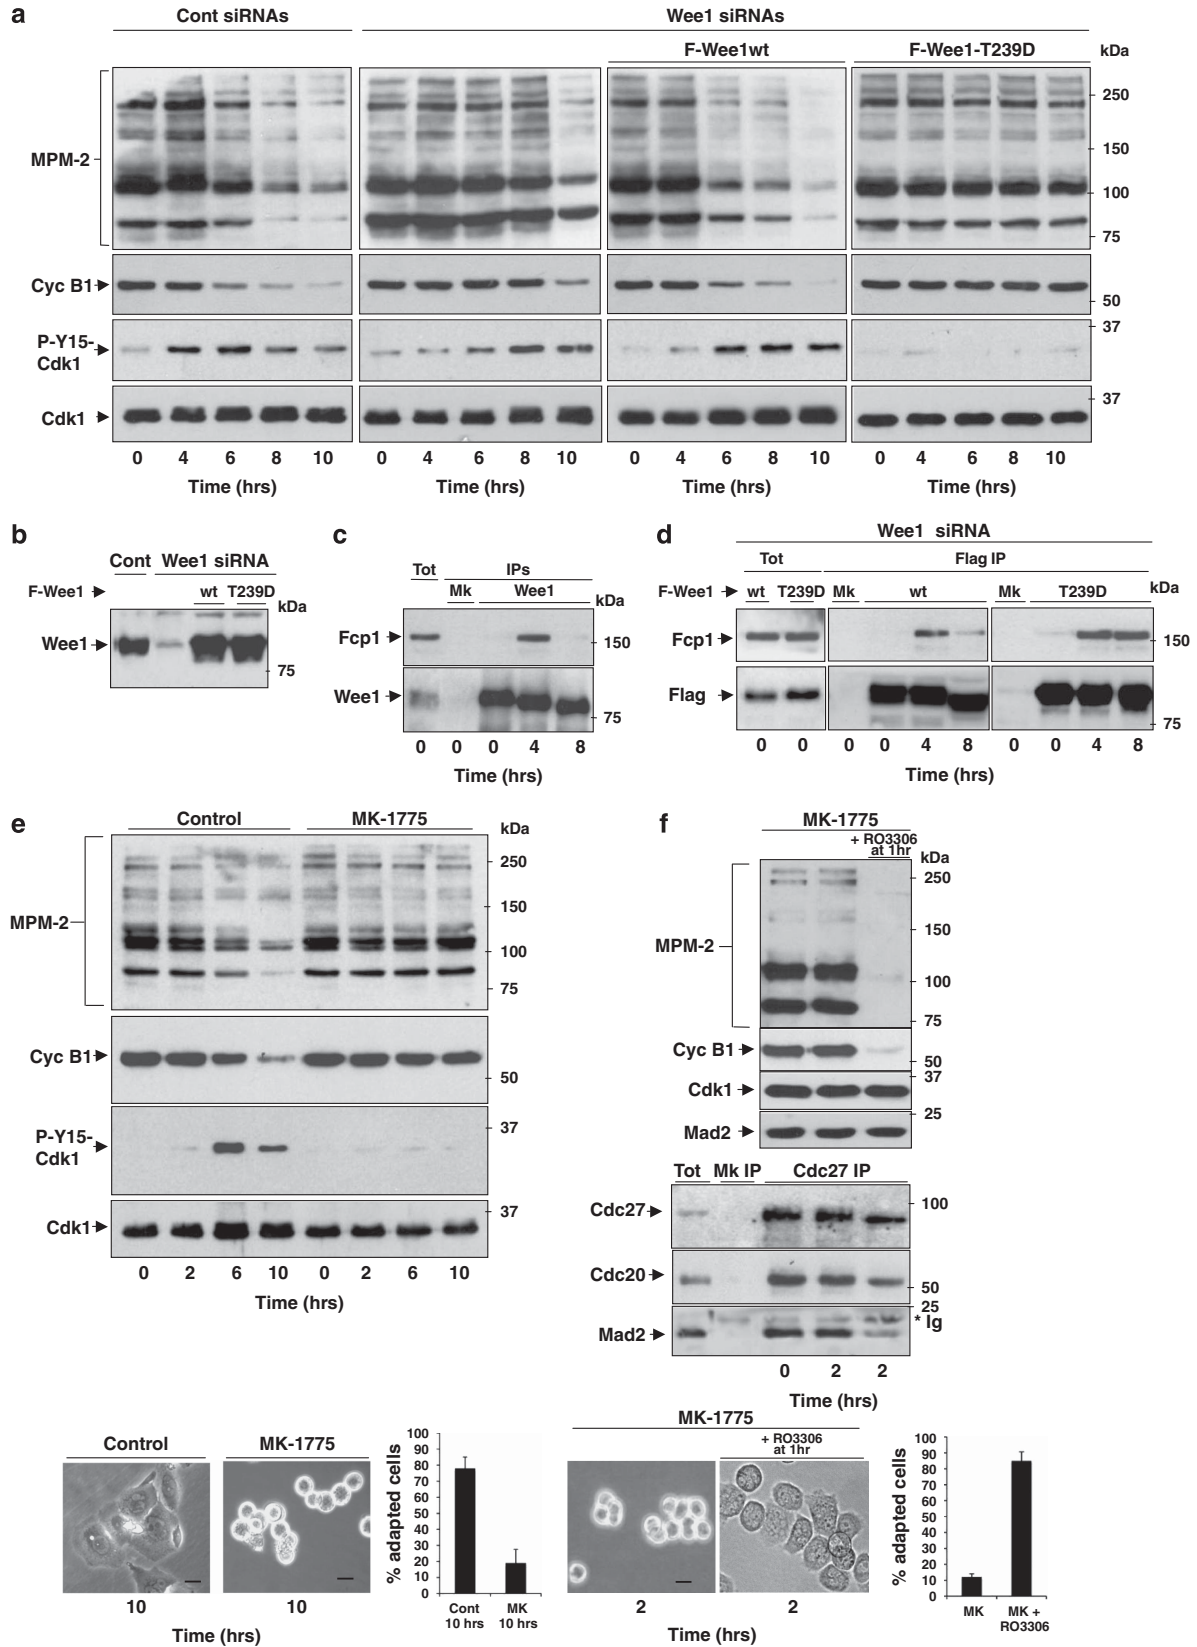 a
Cont siRNAs
Wee1 siRNAs
F-Wee1wt
F-Wee1-T239D
kDa
MPM-2
250
150
100
75
Cyc B1
50
P-Y15-
Cdk1
37
Cdk1
37
0 4 6 8 10 0 4 6 8 10 0 4 6 8 10 0 4 6 8 10
Time (hrs) Time (hrs) Time (hrs) Time (hrs)
b
Cont Wee1 siRNA
F-Wee1
wt T239D
kDa
Wee1
75
c
Tot IPs
Mk Wee1
kDa
Fcp1
150
Wee1
75
0 0 0 4 8
Time (hrs)
d
Wee1 siRNA
Tot Flag IP
F-Wee1 wt T239D Mk wt Mk T239D kDa
Fcp1
150
Flag
75
0 0 0 0 4 8 0 0 4 8
Time (hrs)
e
Control MK-1775
kDa
MPM-2
250
150
100
75
Cyc B1
50
P-Y15-
Cdk1
37
Cdk1
37
0 2 6 10 0 2 6 10
Time (hrs)
Control MK-1775
10 10
Time (hrs)
% adapted cells
100
90
80
70
60
50
40
30
20
10
0
Cont
10 hrs
MK
10 hrs
f
MK-1775
+ RO3306
at 1hr
kDa
MPM-2
250
150
100
75
Cyc B1
50
Cdk1
37
25
Mad2
Tot Mk IP Cdc27 IP
Cdc27
100
Cdc20
50
25
* Ig
Mad2
0 2 2
Time (hrs)
MK-1775
+ RO3306
at 1hr
2 2
Time (hrs)
% adapted cells
100
90
80
70
60
50
40
30
20
10
0
MK
MK +
RO3306